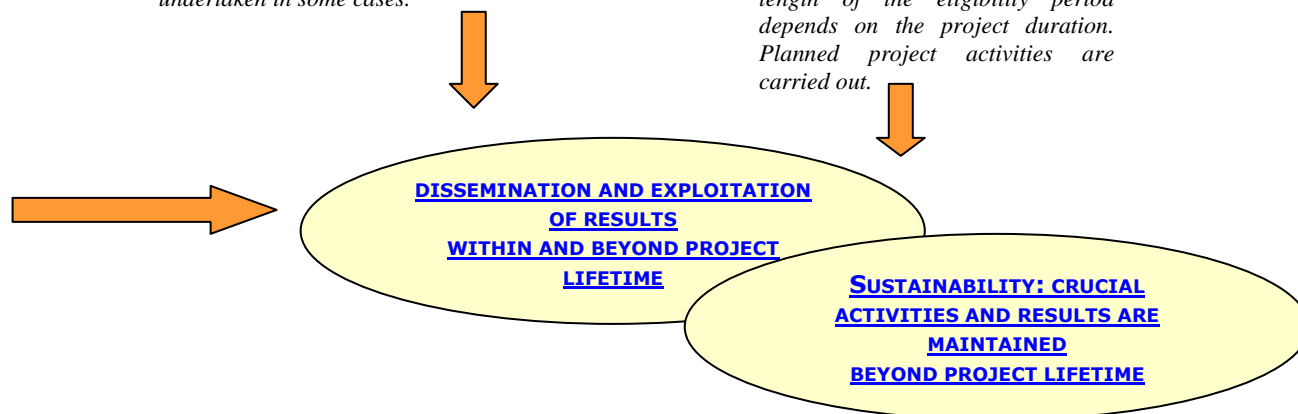 undertaken in some cases.
length of the eligibility period
depends on the project duration.
Planned project activities are
carried out.
DISSEMINATION AND EXPLOITATION
OF RESULTS
WITHIN AND BEYOND PROJECT
LIFETIME
SUSTAINABILITY: CRUCIAL
ACTIVITIES AND RESULTS ARE
MAINTAINED
BEYOND PROJECT LIFETIME